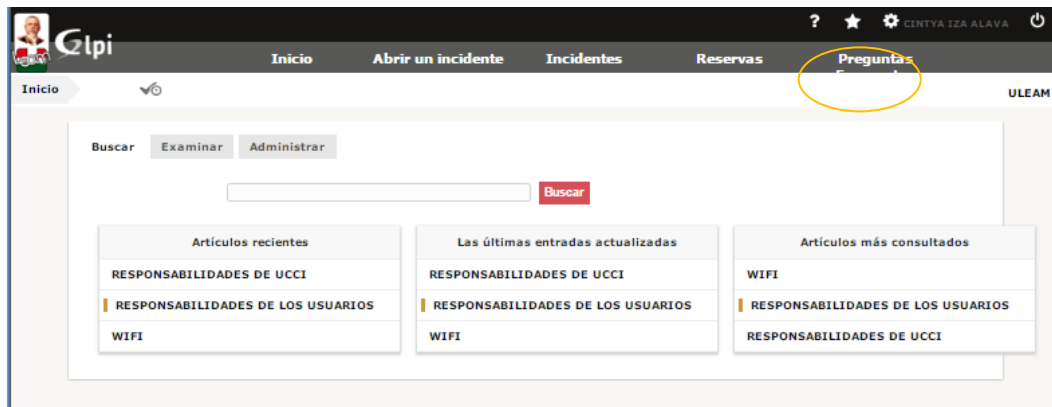 ? CINTYA IZA ALAVA
Glpi
Inicio Abrir un incidente Incidentes Reservas Preguntas
Inicio
ULEAM
Buscar Examinar Administrar
Buscar
Artículos recientes Las últimas entradas actualizadas Artículos más consultados
RESPONSABILIDADES DE UCCI RESPONSABILIDADES DE UCCI WIFI
RESPONSABILIDADES DE LOS USUARIOS RESPONSABILIDADES DE LOS USUARIOS RESPONSABILIDADES DE LOS USUARIOS
WIFI WIFI RESPONSABILIDADES DE UCCI